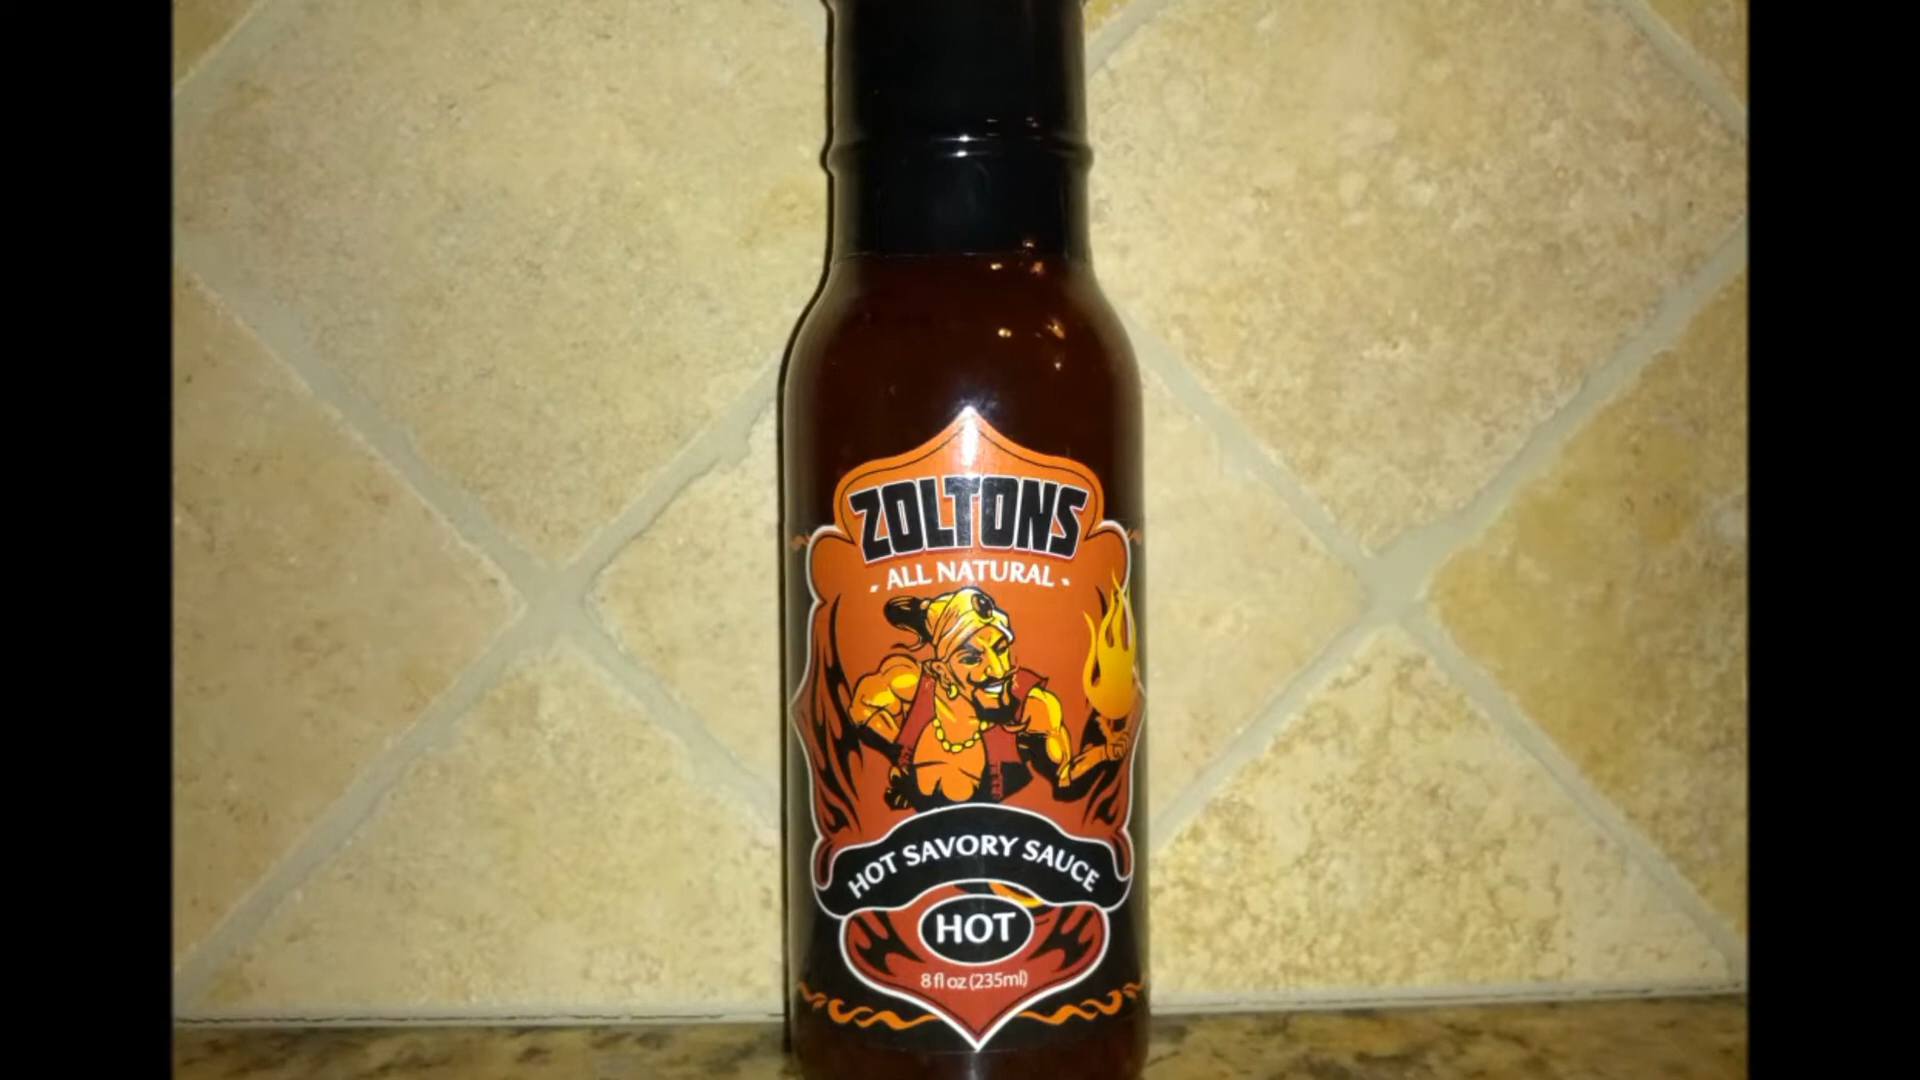 ZOLTONS
- ALL NATURAL -
HOT SAVORY SAUCE
HOT
8 fl oz (235ml)